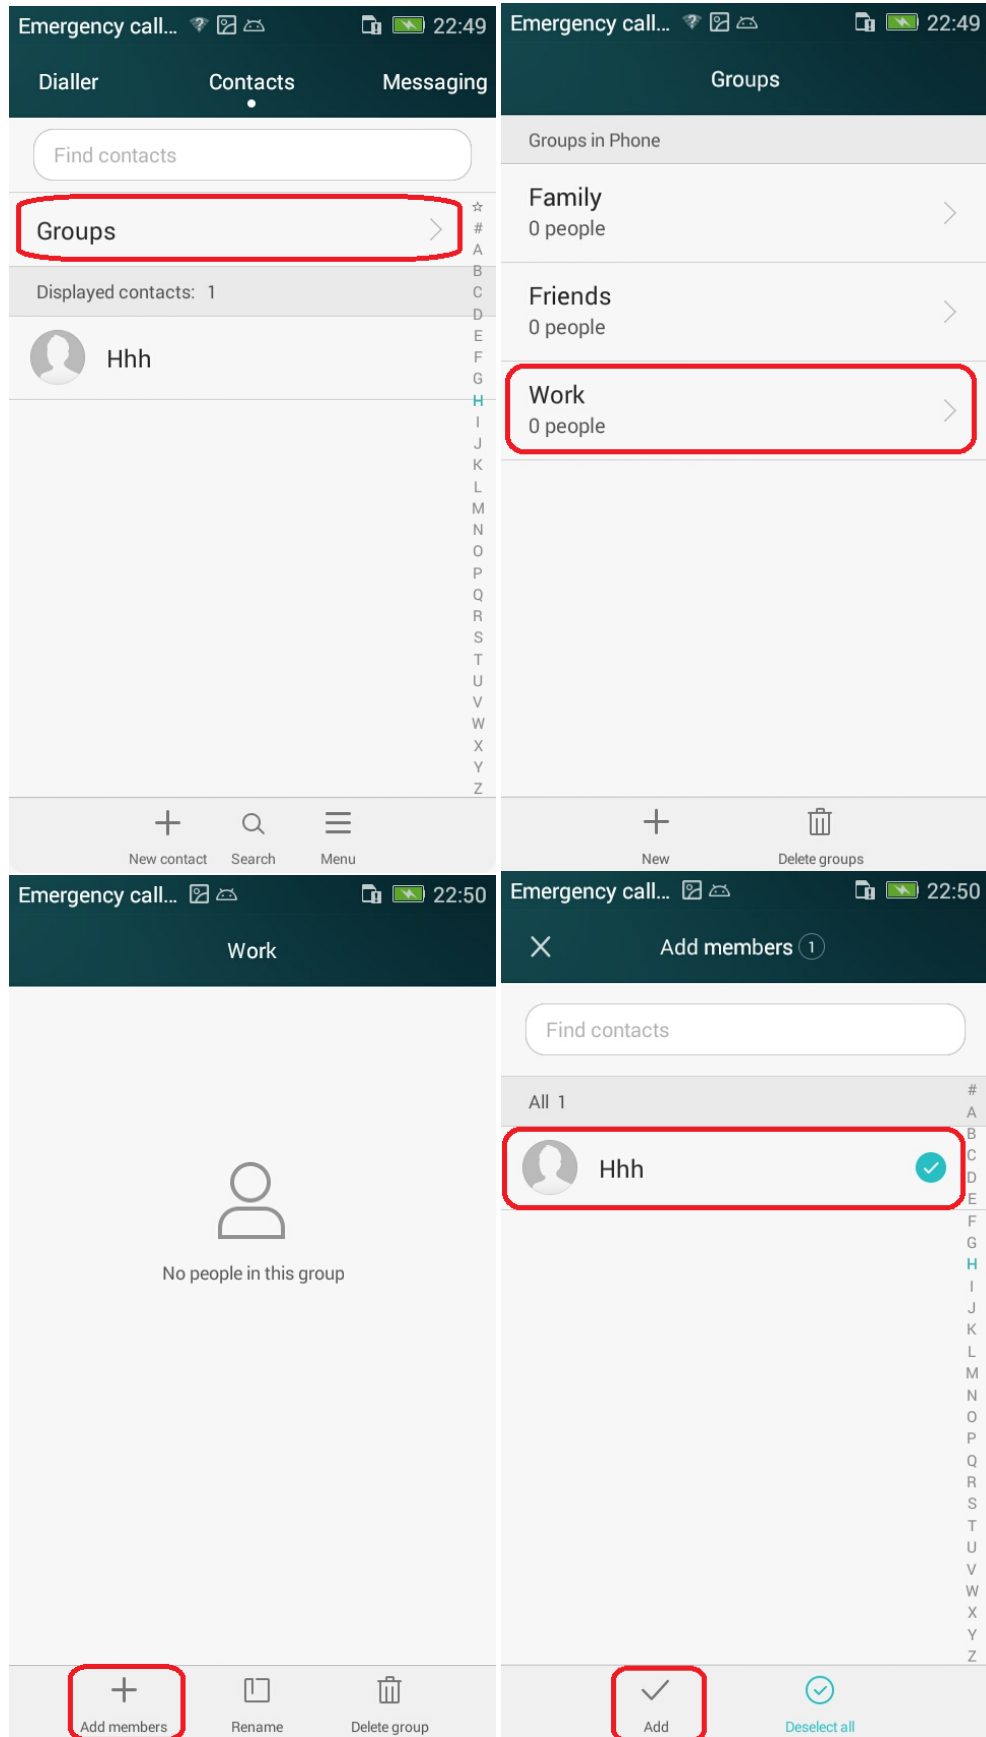 Emergency call... 22:49
Dialler Contacts Messaging
Find contacts
Groups
Displayed contacts: 1
Hhh
☆
#
A
B
C
D
E
F
G
H
I
J
K
L
M
N
O
P
Q
R
S
T
U
V
W
X
Y
Z
New contact Search Menu
Emergency call... 22:49
Groups
Groups in Phone
Family
0 people
Friends
0 people
Work
0 people
New Delete groups
Emergency call... 22:50
Work
No people in this group
Add members Rename Delete group
Emergency call... 22:50
Add members 1
Find contacts
All 1
Hhh
#
A
B
C
D
E
F
G
H
I
J
K
L
M
N
O
P
Q
R
S
T
U
V
W
X
Y
Z
Add Deselect all